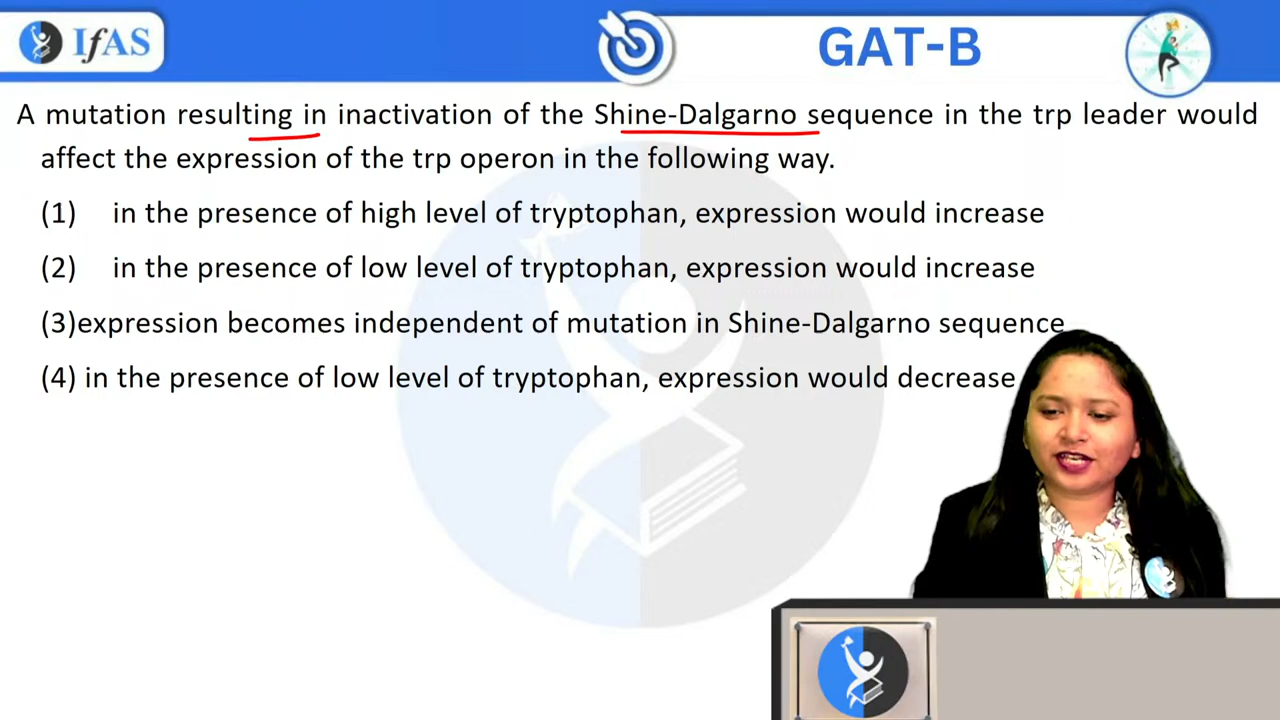 IfAS
GAT-B
A mutation resulting in inactivation of the Shine-Dalgarno sequence in the trp leader would
affect the expression of the trp operon in the following way.
(1) in the presence of high level of tryptophan, expression would increase
(2) in the presence of low level of tryptophan, expression would increase
(3)expression becomes independent of mutation in Shine-Dalgarno sequence
(4) in the presence of low level of tryptophan, expression would decrease